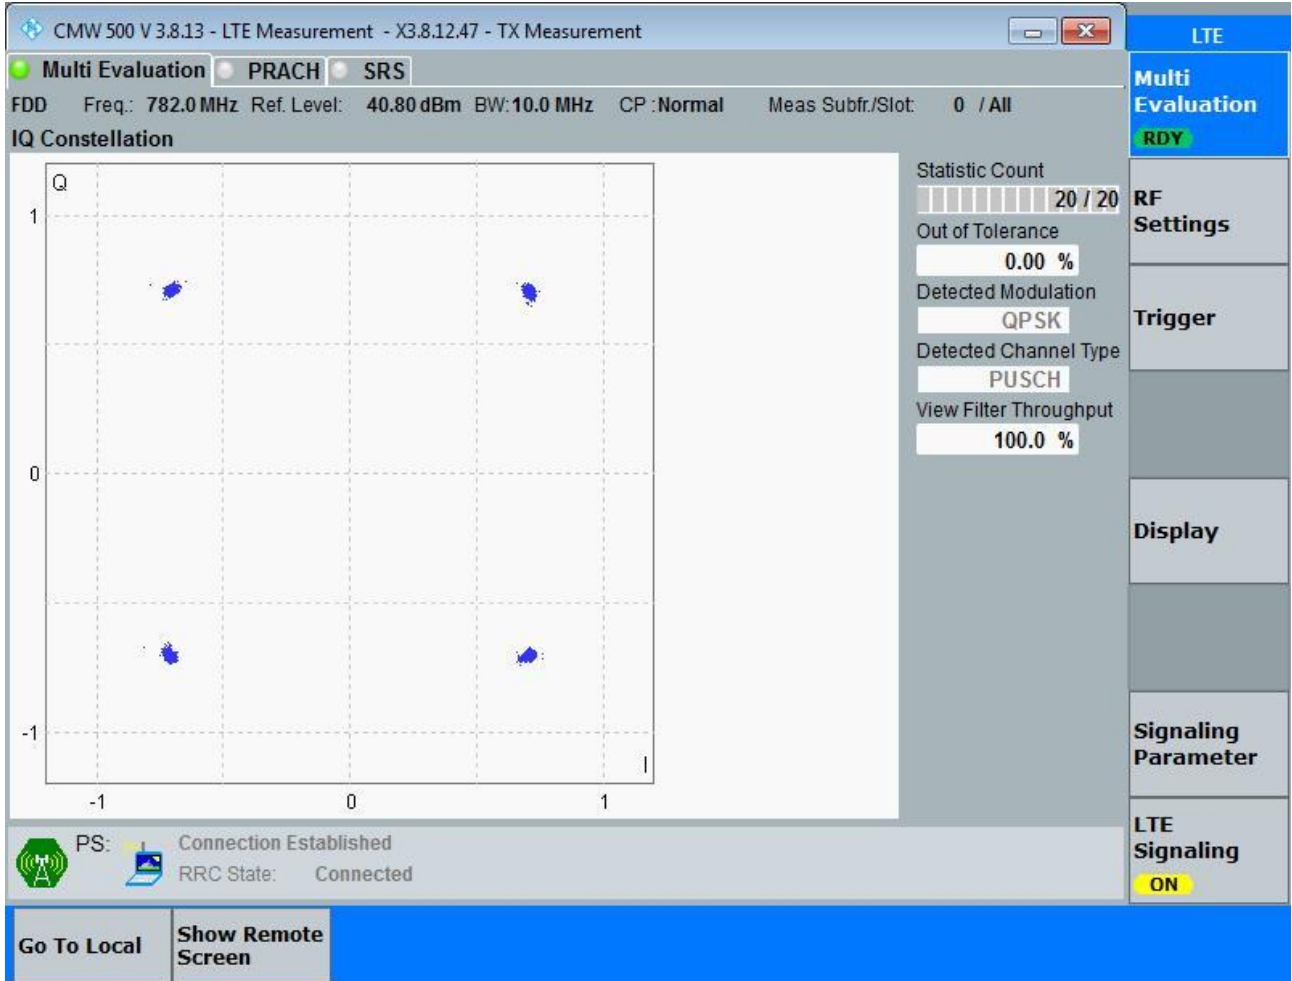 CMW 500 V 3.8.13 - LTE Measurement - X3.8.12.47 - TX Measurement
LTE
Multi Evaluation PRACH SRS
Multi
Evaluation
RDY
FDD Freq.: 782.0 MHz Ref. Level: 40.80 dBm BW: 10.0 MHz CP : Normal Meas Subfr./Slot: 0 / All
IQ Constellation
Q
1
0
-1
I
-1 0 1
Statistic Count
20 / 20
Out of Tolerance
0.00 %
Detected Modulation
QPSK
Detected Channel Type
PUSCH
View Filter Throughput
100.0 %
RF
Settings
Trigger
Display
Signaling
Parameter
LTE
Signaling
ON
PS: Connection Established
RRC State: Connected
Go To Local
Show Remote
Screen